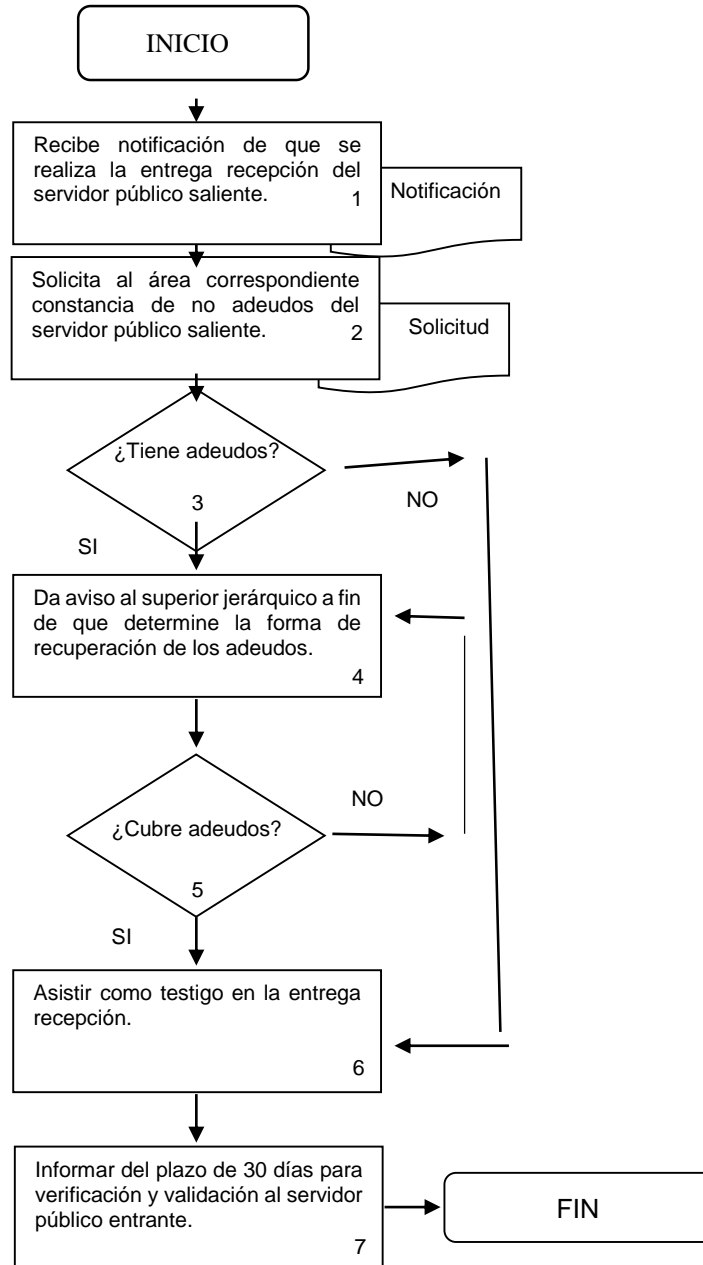 INICIO
Recibe notificación de que se
realiza la entrega recepción del
servidor público saliente.
1
Notificación
Solicita al área correspondiente
constancia de no adeudos del
servidor público saliente.
2
Solicitud
¿Tiene adeudos?
3
NO
SI
Da aviso al superior jerárquico a fin
de que determine la forma de
recuperación de los adeudos.
4
NO
¿Cubre adeudos?
5
SI
Asistir como testigo en la entrega
recepción.
6
Informar del plazo de 30 días para
verificación y validación al servidor
público entrante.
7
FIN